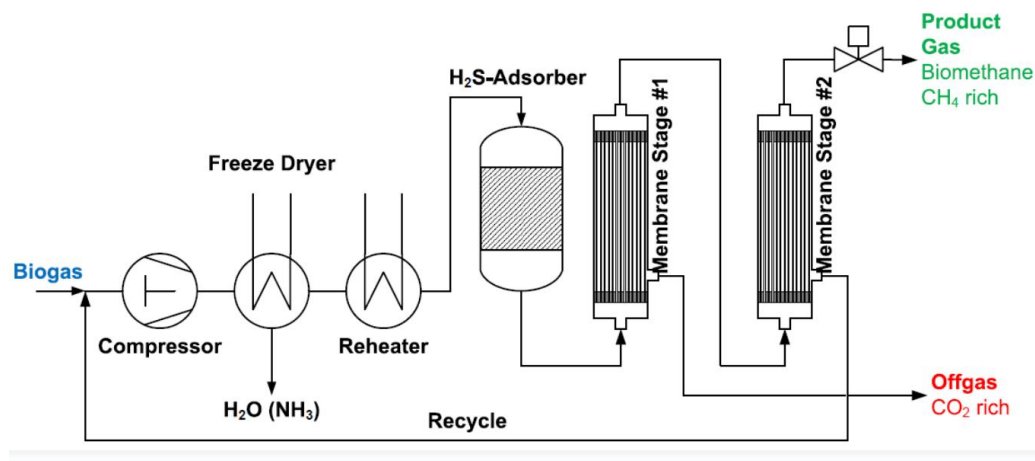 Product
Gas
Biomethane
CH₄ rich
H₂S-Adsorber
Membrane Stage #1
Membrane Stage #2
Freeze Dryer
Biogas
Compressor
Reheater
H₂O (NH₃)
Recycle
Offgas
CO₂ rich